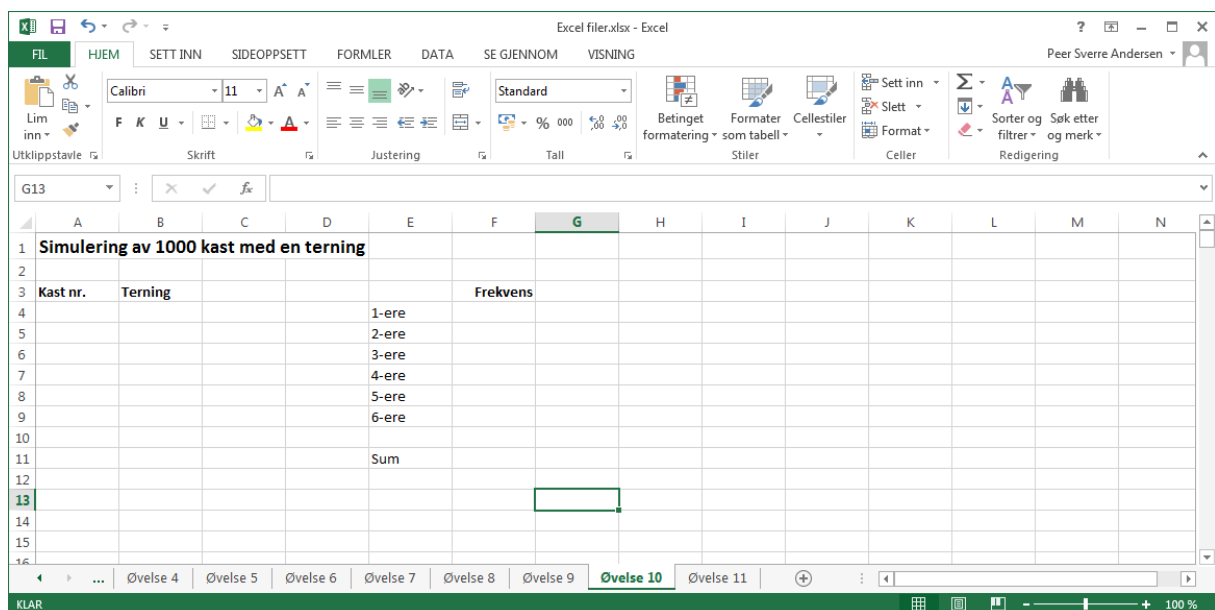 Excel filer.xlsx - Excel
FIL HJEM SETT INN SIDEOPPSETT FORMLER DATA SE GJENNOM VISNING Peer Sverre Andersen
Lim inn
Calibri 11
F K U
Standard
% 000
Betinget formatering
Formater som tabell
Cellestiler
Sett inn
Slett
Format
Sorter og filtrer
Søk etter og merk
Utklippstavle Skrift Justering Tall Stiler Celler Redigering
G13 fx
A B C D E F G H I J K L M N
1 Simulering av 1000 kast med en terning
2
3 Kast nr. Terning Frekvens
4 1-ere
5 2-ere
6 3-ere
7 4-ere
8 5-ere
9 6-ere
10
11 Sum
12
13
14
15
16
... Øvelse 4 Øvelse 5 Øvelse 6 Øvelse 7 Øvelse 8 Øvelse 9 Øvelse 10 Øvelse 11
KLAR 100 %